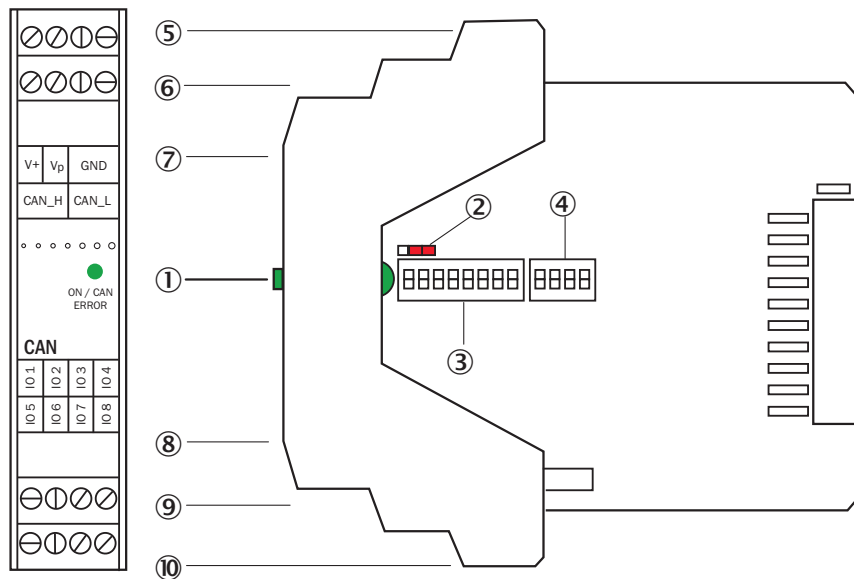 V+ Vp GND
CAN_H CAN_L
ON / CAN
ERROR
CAN
IO 1 IO 2 IO 3 IO 4
IO 5 IO 6 IO 7 IO 8
⑤
⑥
⑦
②
④
①
③
⑧
⑨
⑩